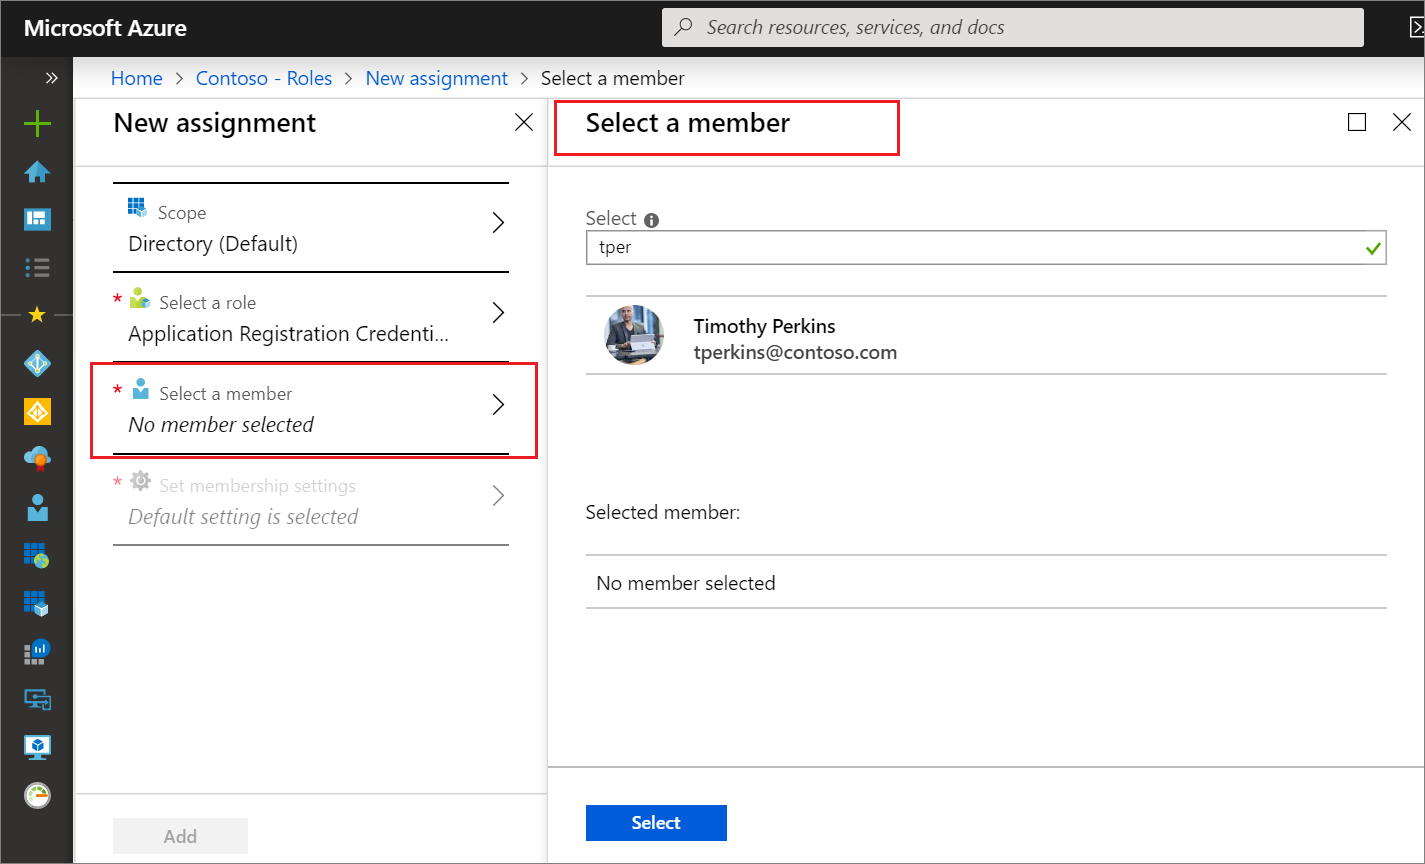 Microsoft Azure
Search resources, services, and docs
Home > Contoso - Roles > New assignment > Select a member
New assignment
Scope
Directory (Default)
* Select a role
Application Registration Credenti...
* Select a member
No member selected
* Set membership settings
Default setting is selected
Add
Select a member
Select
tper
Timothy Perkins
tperkins@contoso.com
Selected member:
No member selected
Select